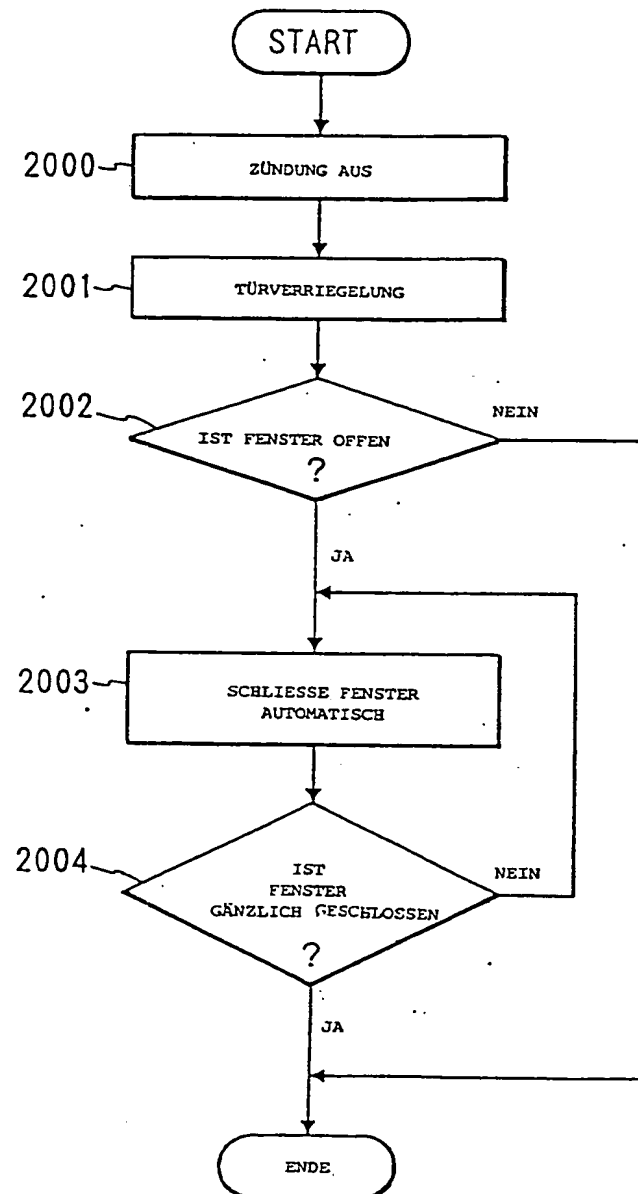 START
2000
ZÜNDUNG AUS
2001
TÜRVERRIEGELUNG
2002
NEIN
IST FENSTER OFFEN
?
JA
2003
SCHLIESSE FENSTER
AUTOMATISCH
2004
IST
FENSTER
GÄNZLICH GESCHLOSSEN
?
NEIN
JA
ENDE